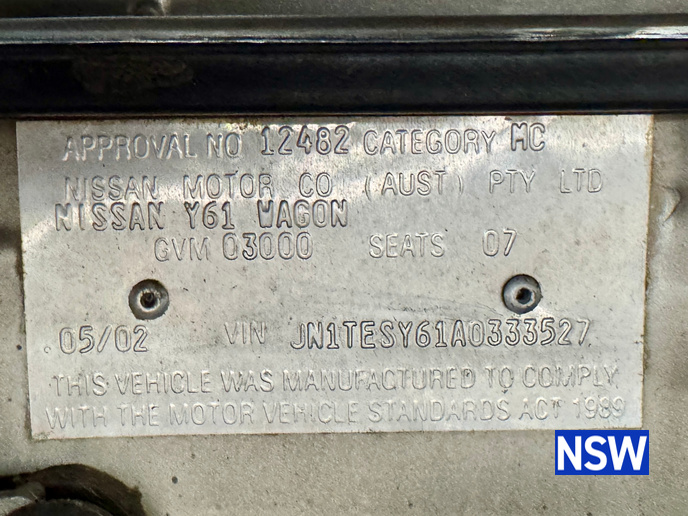 APPROVAL NO 12482 CATEGORY MC
NISSAN MOTOR CO (AUST) PTY LTD
NISSAN Y61 WAGON
GVM 03000 SEATS 07
05/02 VIN JN1TESY61A0333527
THIS VEHICLE WAS MANUFACTURED TO COMPLY
WITH THE MOTOR VEHICLE STANDARDS ACT 1989
NSW